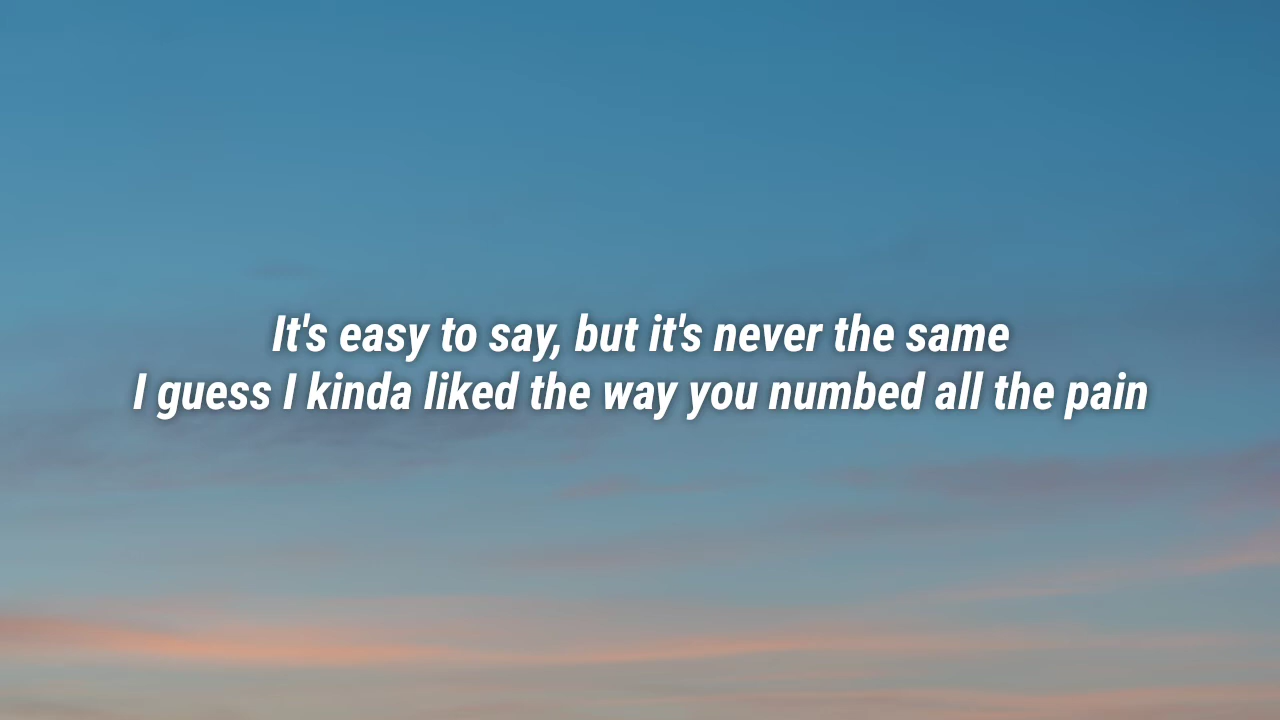 It's easy to say, but it's never the same
I guess I kinda liked the way you numbed all the pain